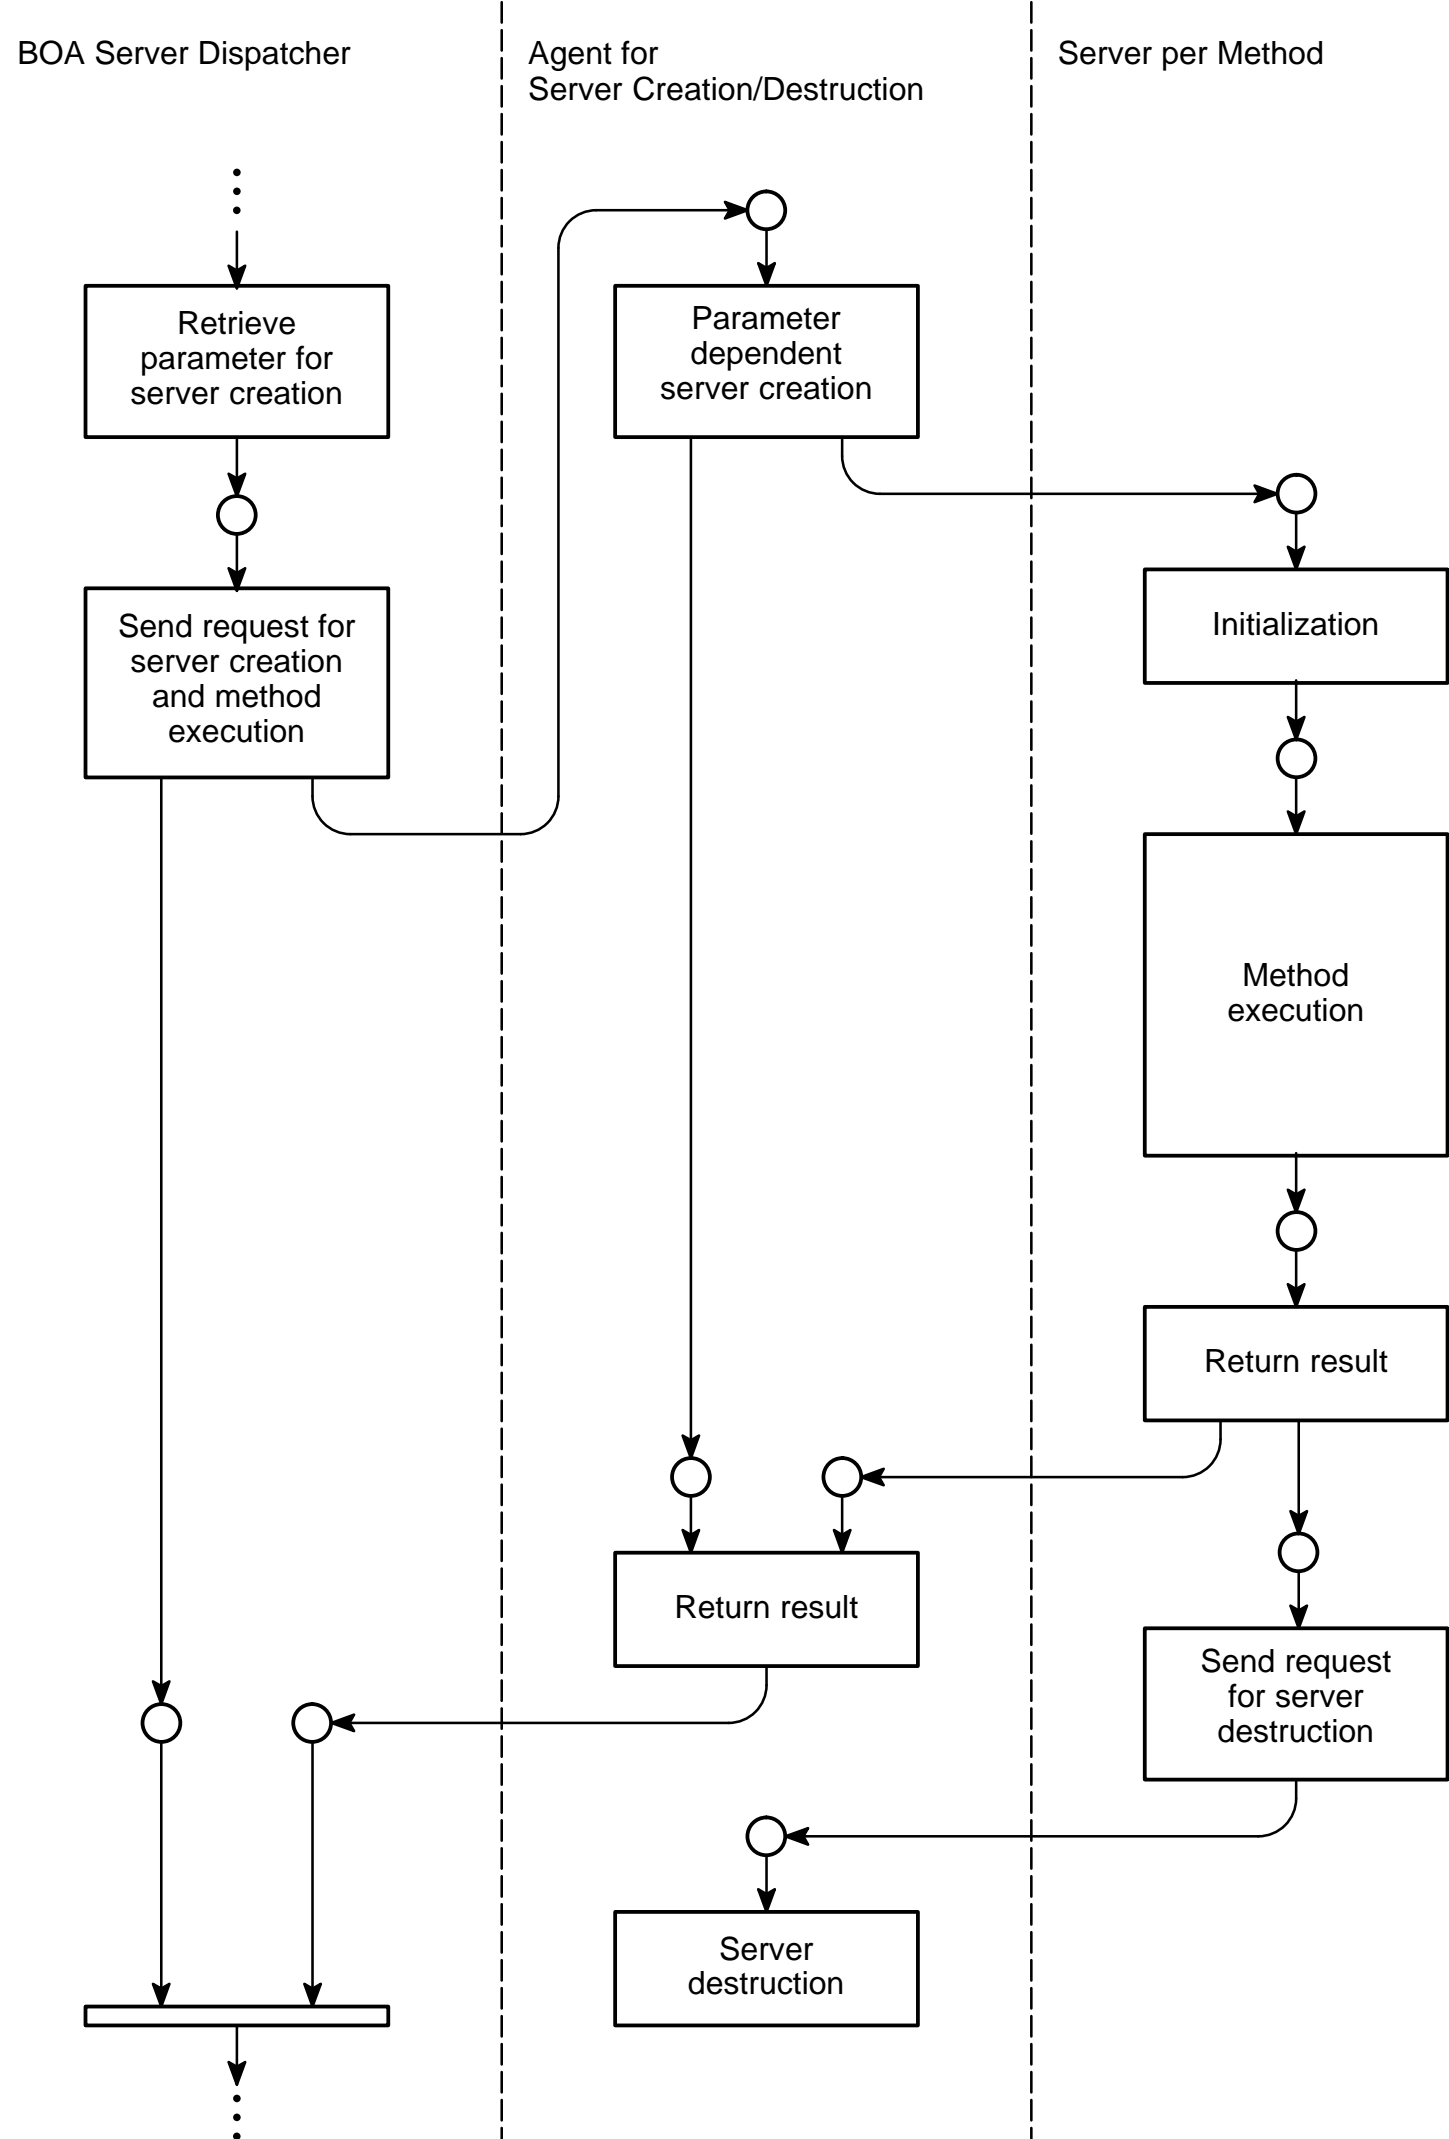 BOA Server Dispatcher
Agent for
Server Creation/Destruction
Server per Method
Retrieve
parameter for
server creation
Parameter
dependent
server creation
Send request for
server creation
and method
execution
Initialization
Method
execution
Return result
Return result
Send request
for server
destruction
Server
destruction